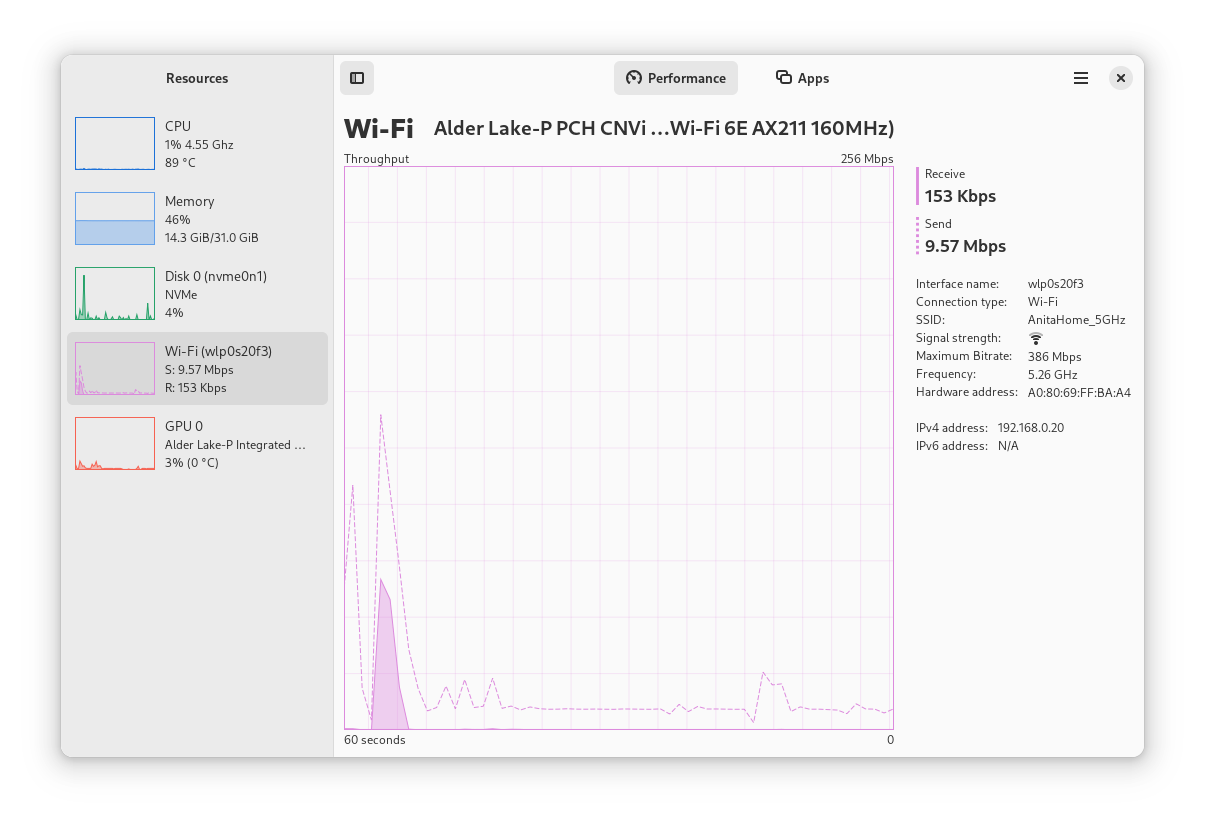 Resources
Performance
Apps
CPU
1% 4.55 Ghz
89 °C
Memory
46%
14.3 GiB/31.0 GiB
Disk 0 (nvme0n1)
NVMe
4%
Wi-Fi (wlp0s20f3)
S: 9.57 Mbps
R: 153 Kbps
GPU 0
Alder Lake-P Integrated ...
3% (0 °C)
Wi-Fi Alder Lake-P PCH CNVi ...Wi-Fi 6E AX211 160MHz)
Throughput 256 Mbps
60 seconds 0
Receive
153 Kbps
Send
9.57 Mbps
Interface name: wlp0s20f3
Connection type: Wi-Fi
SSID: AnitaHome_5GHz
Signal strength:
Maximum Bitrate: 386 Mbps
Frequency: 5.26 GHz
Hardware address: A0:80:69:FF:BA:A4
IPv4 address: 192.168.0.20
IPv6 address: N/A